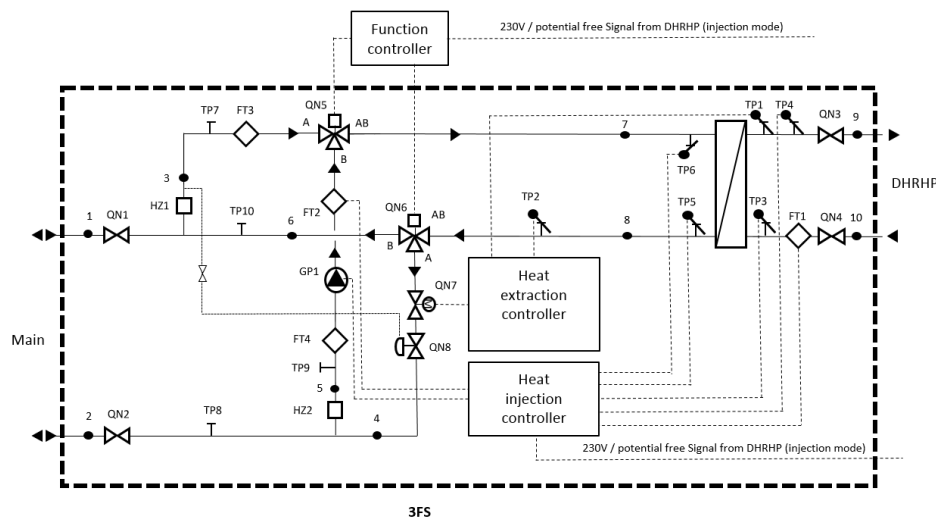 Function
controller
230V / potential free Signal from DHRHP (injection mode)
TP7
FT3
QN5
A
AB
B
TP1
TP4
QN3
9
7
TP6
3
HZ1
FT2
DHRHP
1
QN1
TP10
6
QN6
AB
B
A
TP2
8
TP5
TP3
FT1
QN4
10
GP1
QN7
Heat
extraction
controller
Main
FT4
QN8
TP9
5
HZ2
Heat
injection
controller
2
QN2
TP8
4
230V / potential free Signal from DHRHP (injection mode)
3FS